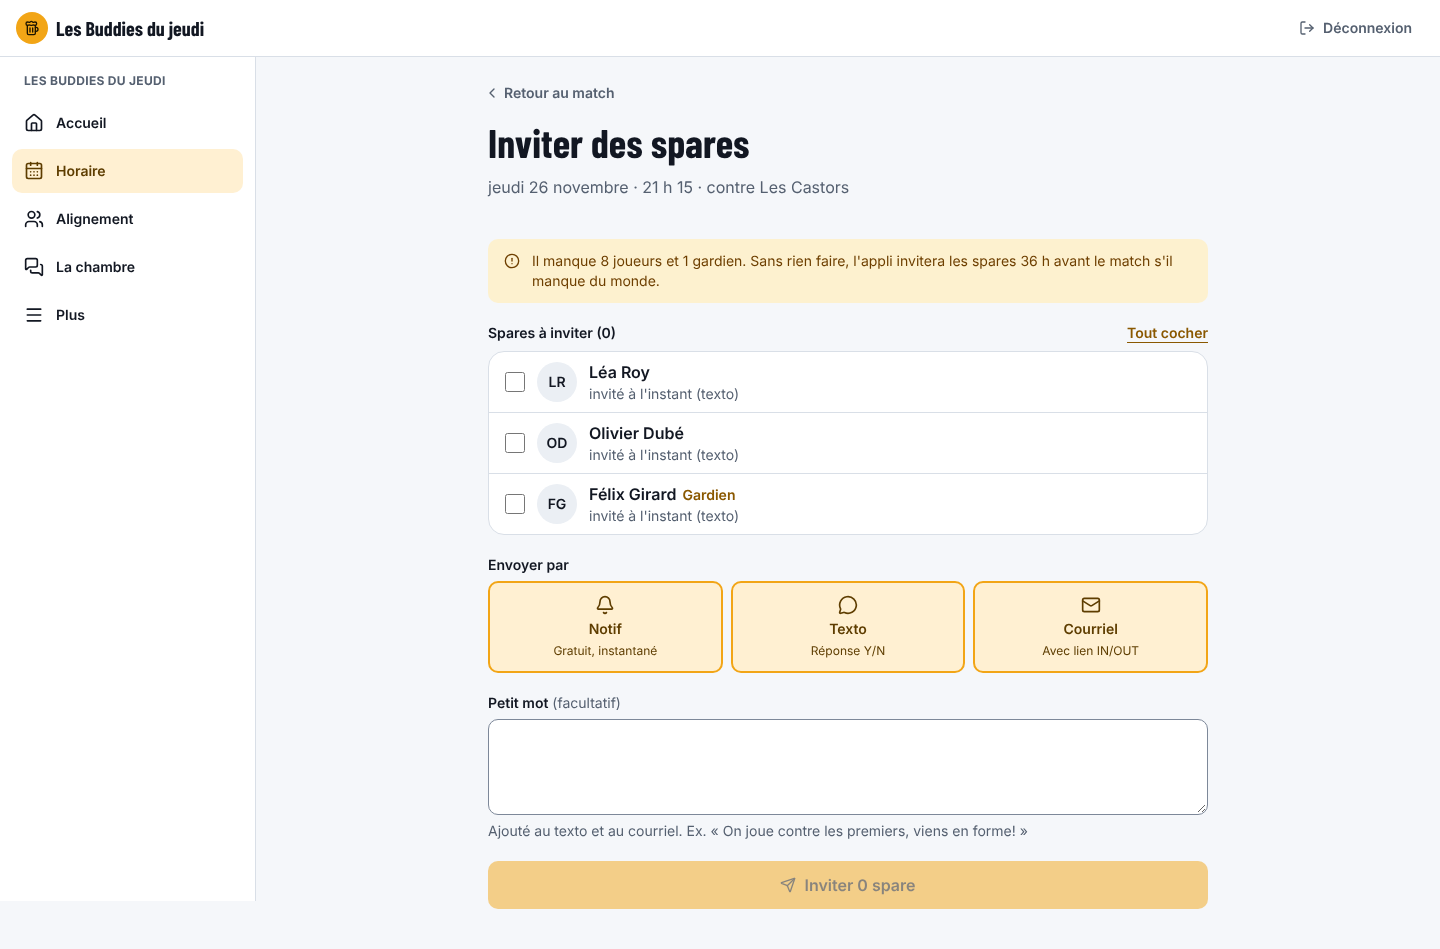 Les Buddies du jeudi
Déconnexion
LES BUDDIES DU JEUDI
Accueil
Horaire
Alignement
La chambre
Plus
Retour au match
Inviter des spares
jeudi 26 novembre · 21 h 15 · contre Les Castors
Il manque 8 joueurs et 1 gardien. Sans rien faire, l'appli invitera les spares 36 h avant le match s'il
manque du monde.
Spares à inviter (0)
Tout cocher
LR
Léa Roy
invité à l'instant (texto)
OD
Olivier Dubé
invité à l'instant (texto)
FG
Félix Girard Gardien
invité à l'instant (texto)
Envoyer par
Notif
Gratuit, instantané
Texto
Réponse Y/N
Courriel
Avec lien IN/OUT
Petit mot (facultatif)
Ajouté au texto et au courriel. Ex. « On joue contre les premiers, viens en forme! »
Inviter 0 spare